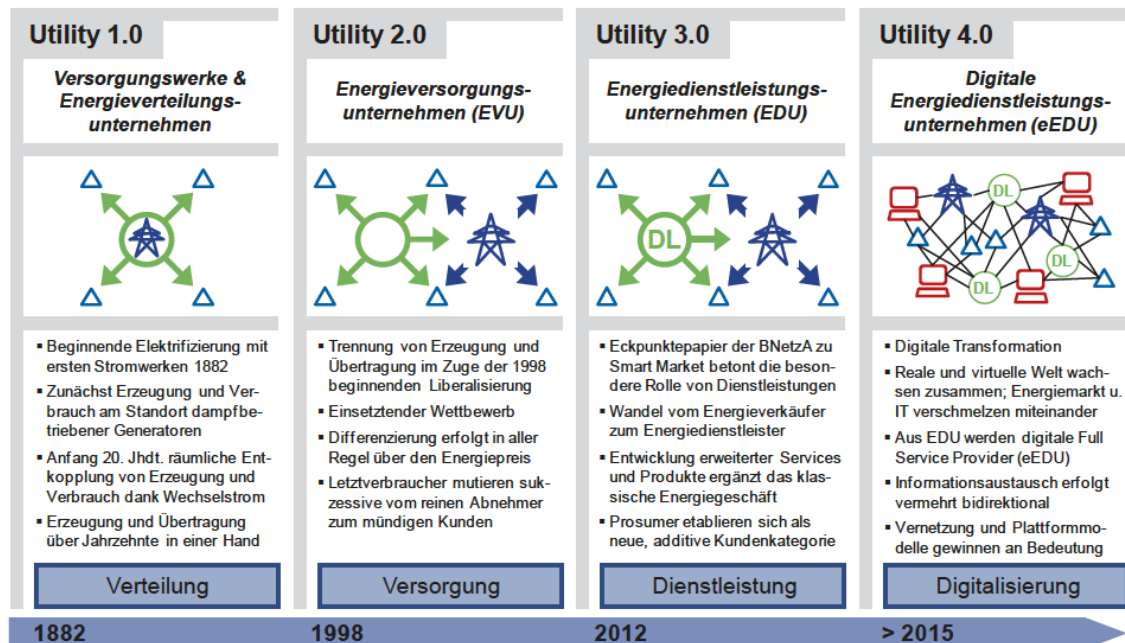 Utility 1.0
Versorgungswerke &
Energieverteilungs-
unternehmen
▪ Beginnende Elektrifizierung mit
ersten Stromwerken 1882
▪ Zunächst Erzeugung und Ver-
brauch am Standort dampfbe-
triebener Generatoren
▪ Anfang 20. Jhdt. räumliche Ent-
kopplung von Erzeugung und
Verbrauch dank Wechselstrom
▪ Erzeugung und Übertragung
über Jahrzehnte in einer Hand
Verteilung
1882
Utility 2.0
Energieversorgungs-
unternehmen (EVU)
▪ Trennung von Erzeugung und
Übertragung im Zuge der 1998
beginnenden Liberalisierung
▪ Einsetztender Wettbewerb
▪ Differenzierung erfolgt in aller
Regel über den Energiepreis
▪ Letztverbraucher mutieren suk-
zessive vom reinen Abnehmer
zum mündigen Kunden
Versorgung
1998
Utility 3.0
Energiedienstleistungs-
unternehmen (EDU)
DL
▪ Eckpunktepapier der BNetzA zu
Smart Market betont die beson-
dere Rolle von Dienstleistungen
▪ Wandel vom Energieverkäufer
zum Energiedienstleister
▪ Entwicklung erweiterter Services
und Produkte ergänzt das klas-
sische Energiegeschäft
▪ Prosumer etablieren sich als
neue, additive Kundenkategorie
Dienstleistung
2012
Utility 4.0
Digitale
Energiedienstleistungs-
unternehmen (eEDU)
DL
DL
DL
▪ Digitale Transformation
▪ Reale und virtuelle Welt wach-
sen zusammen; Energiemarkt u.
IT verschmelzen miteinander
▪ Aus EDU werden digitale Full
Service Provider (eEDU)
▪ Informationsaustausch erfolgt
vermehrt bidirektional
▪ Vernetzung und Plattformmo-
delle gewinnen an Bedeutung
Digitalisierung
> 2015